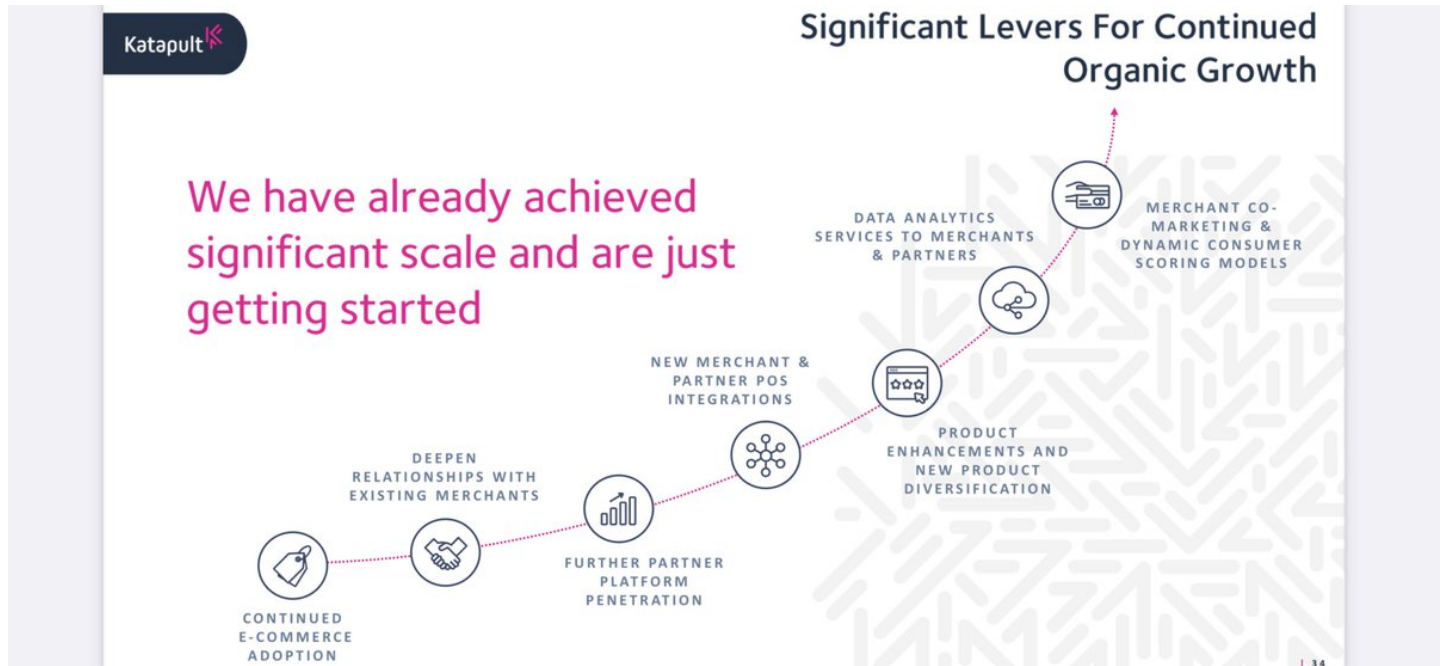 Katapult
Significant Levers For Continued
Organic Growth
We have already achieved
significant scale and are just
getting started
CONTINUED
E-COMMERCE
ADOPTION
DEEPEN
RELATIONSHIPS WITH
EXISTING MERCHANTS
FURTHER PARTNER
PLATFORM
PENETRATION
NEW MERCHANT &
PARTNER POS
INTEGRATIONS
PRODUCT
ENHANCEMENTS AND
NEW PRODUCT
DIVERSIFICATION
DATA ANALYTICS
SERVICES TO MERCHANTS
& PARTNERS
MERCHANT CO-
MARKETING &
DYNAMIC CONSUMER
SCORING MODELS
| 34